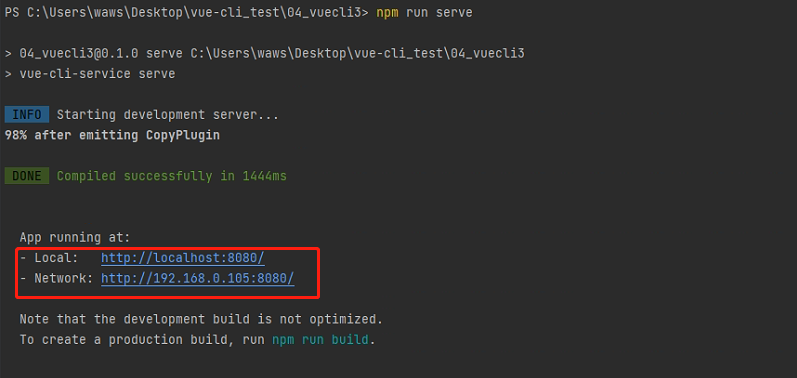 PS C:\Users\waws\Desktop\vue-cli_test\04_vuecli3> npm run serve
> 04_vuecli3@0.1.0 serve C:\Users\waws\Desktop\vue-cli_test\04_vuecli3
> vue-cli-service serve
INFO Starting development server...
98% after emitting CopyPlugin
DONE Compiled successfully in 1444ms
App running at:
- Local: http://localhost:8080/
- Network: http://192.168.0.105:8080/
Note that the development build is not optimized.
To create a production build, run npm run build.